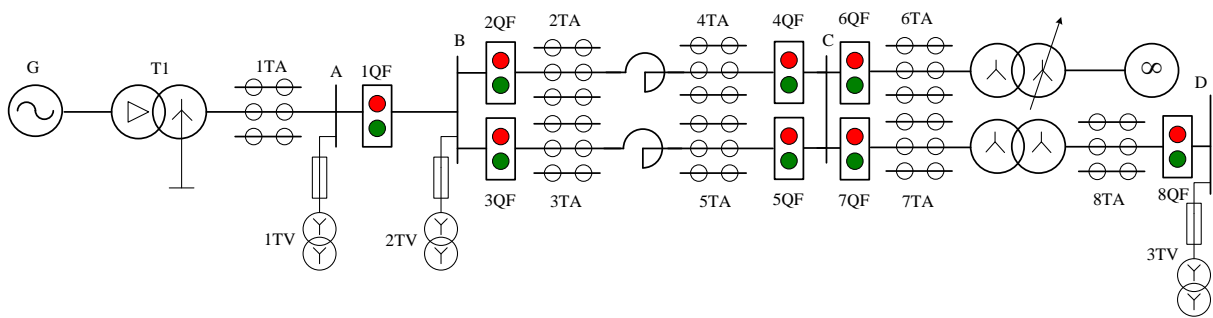 2QF 2TA 4TA 4QF 6QF 6TA
G T1 1TA A 1QF B C D
∞
3QF 3TA 5TA 5QF 7QF 7TA 8TA 8QF
1TV 2TV 3TV